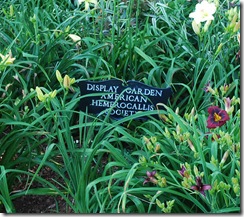 DISPLAY GARDEN
AMERICAN
HEMEROCALLIS
SOCIETY